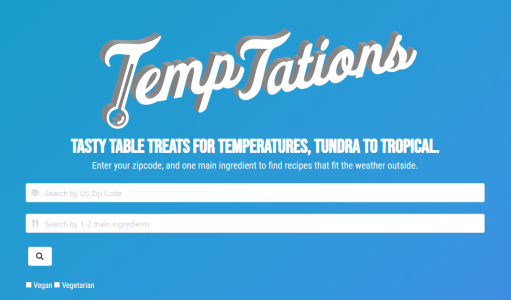 TempTations
TASTY TABLE TREATS FOR TEMPERATURES, TUNDRA TO TROPICAL.
Enter your zipcode, and one main ingredient to find recipes that fit the weather outside.
Search by US Zip Code
Search by 1-2 main ingredients
Vegan Vegetarian